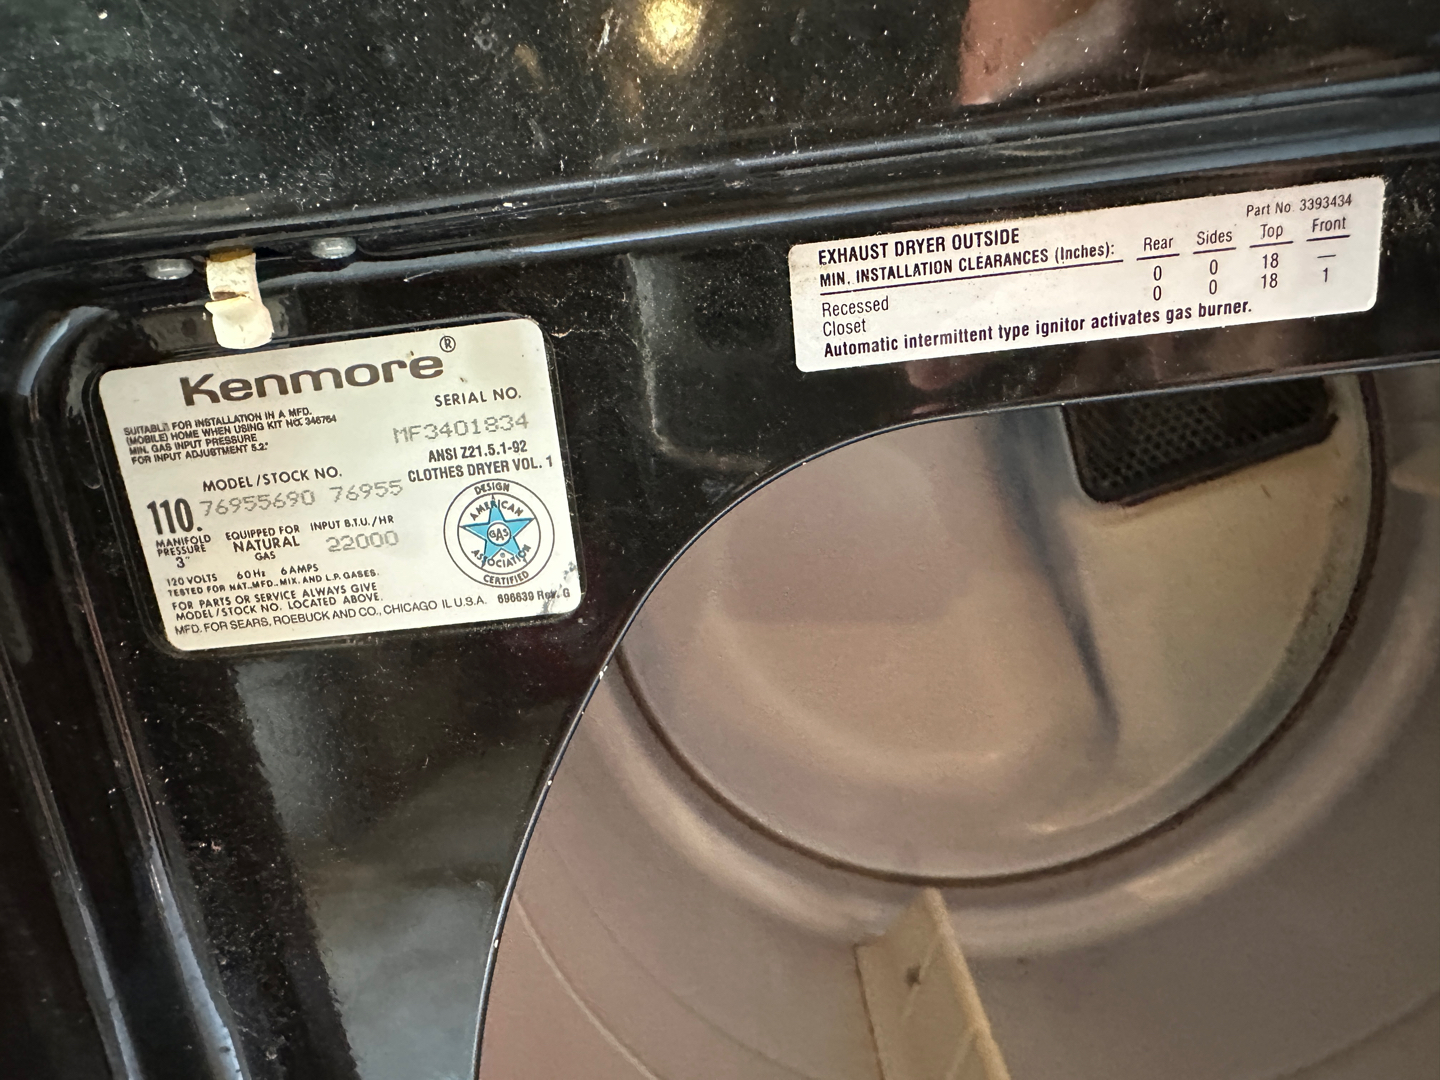 Kenmore®
SUITABLE FOR INSTALLATION IN A MFD.
(MOBILE) HOME WHEN USING KIT NO. 346764
MIN. GAS INPUT PRESSURE
FOR INPUT ADJUSTMENT 5.2"
SERIAL NO.
MF3401834
ANSI Z21.5.1-92
CLOTHES DRYER VOL. 1
MODEL/STOCK NO.
110. 76955690 76955
MANIFOLD
PRESSURE
3"
EQUIPPED FOR
NATURAL
GAS
INPUT B.T.U./HR
22000
DESIGN
AMERICAN
GAS
®
ASSOCIATION
CERTIFIED
120 VOLTS 60 Hz 6 AMPS
TESTED FOR NAT., MFD., MIX. AND L.P. GASES.
FOR PARTS OR SERVICE ALWAYS GIVE
MODEL/STOCK NO. LOCATED ABOVE.
MFD. FOR SEARS, ROEBUCK AND CO., CHICAGO IL U.S.A. 696639 Rev. G
Part No. 3393434
EXHAUST DRYER OUTSIDE
MIN. INSTALLATION CLEARANCES (Inches): Rear Sides Top Front
Recessed 0 0 18 —
Closet 0 0 18 1
Automatic intermittent type ignitor activates gas burner.